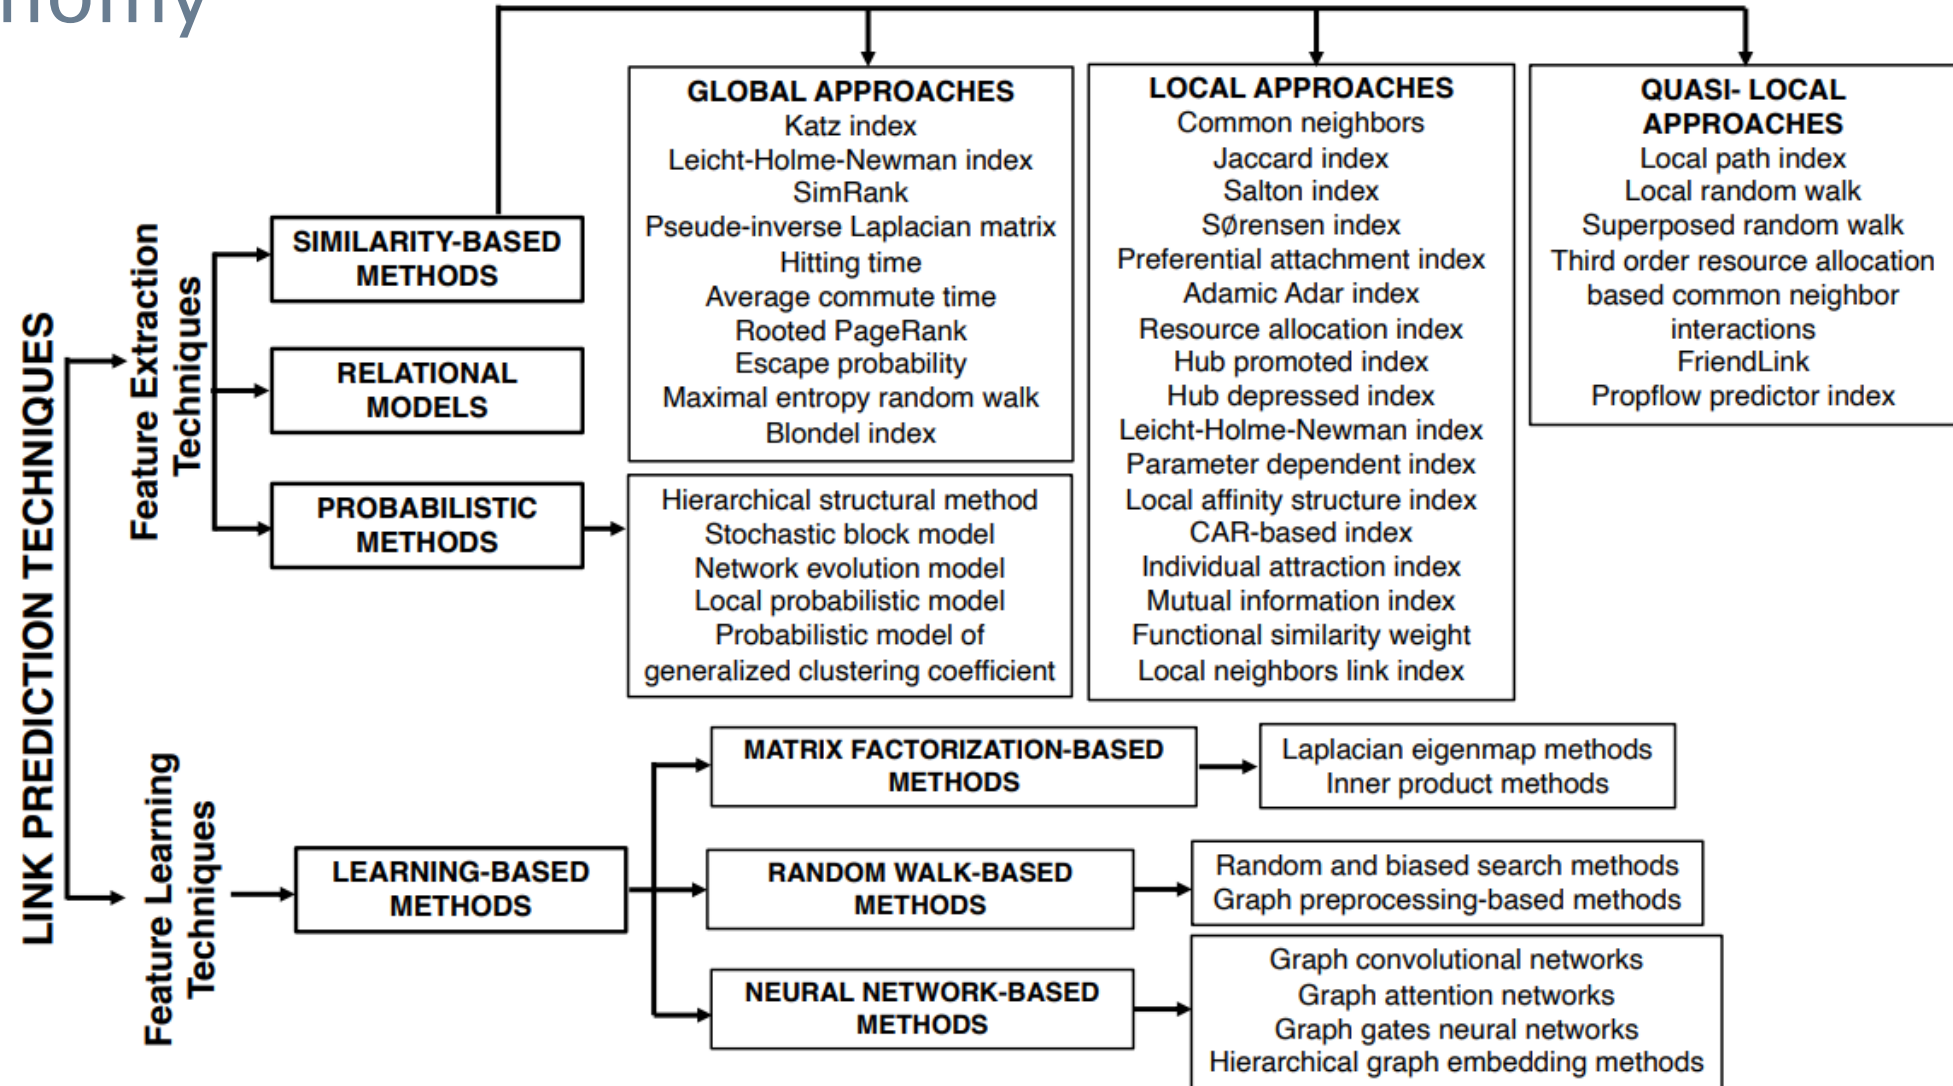 nomy
LINK PREDICTION TECHNIQUES
Feature Extraction
Techniques
SIMILARITY-BASED
METHODS
RELATIONAL
MODELS
PROBABILISTIC
METHODS
GLOBAL APPROACHES
Katz index
Leicht-Holme-Newman index
SimRank
Pseude-inverse Laplacian matrix
Hitting time
Average commute time
Rooted PageRank
Escape probability
Maximal entropy random walk
Blondel index
LOCAL APPROACHES
Common neighbors
Jaccard index
Salton index
SØrensen index
Preferential attachment index
Adamic Adar index
Resource allocation index
Hub promoted index
Hub depressed index
Leicht-Holme-Newman index
Parameter dependent index
Local affinity structure index
CAR-based index
Individual attraction index
Mutual information index
Functional similarity weight
Local neighbors link index
QUASI- LOCAL
APPROACHES
Local path index
Local random walk
Superposed random walk
Third order resource allocation
based common neighbor
interactions
FriendLink
Propflow predictor index
Hierarchical structural method
Stochastic block model
Network evolution model
Local probabilistic model
Probabilistic model of
generalized clustering coefficient
Feature Learning
Techniques
LEARNING-BASED
METHODS
MATRIX FACTORIZATION-BASED
METHODS
Laplacian eigenmap methods
Inner product methods
RANDOM WALK-BASED
METHODS
Random and biased search methods
Graph preprocessing-based methods
NEURAL NETWORK-BASED
METHODS
Graph convolutional networks
Graph attention networks
Graph gates neural networks
Hierarchical graph embedding methods